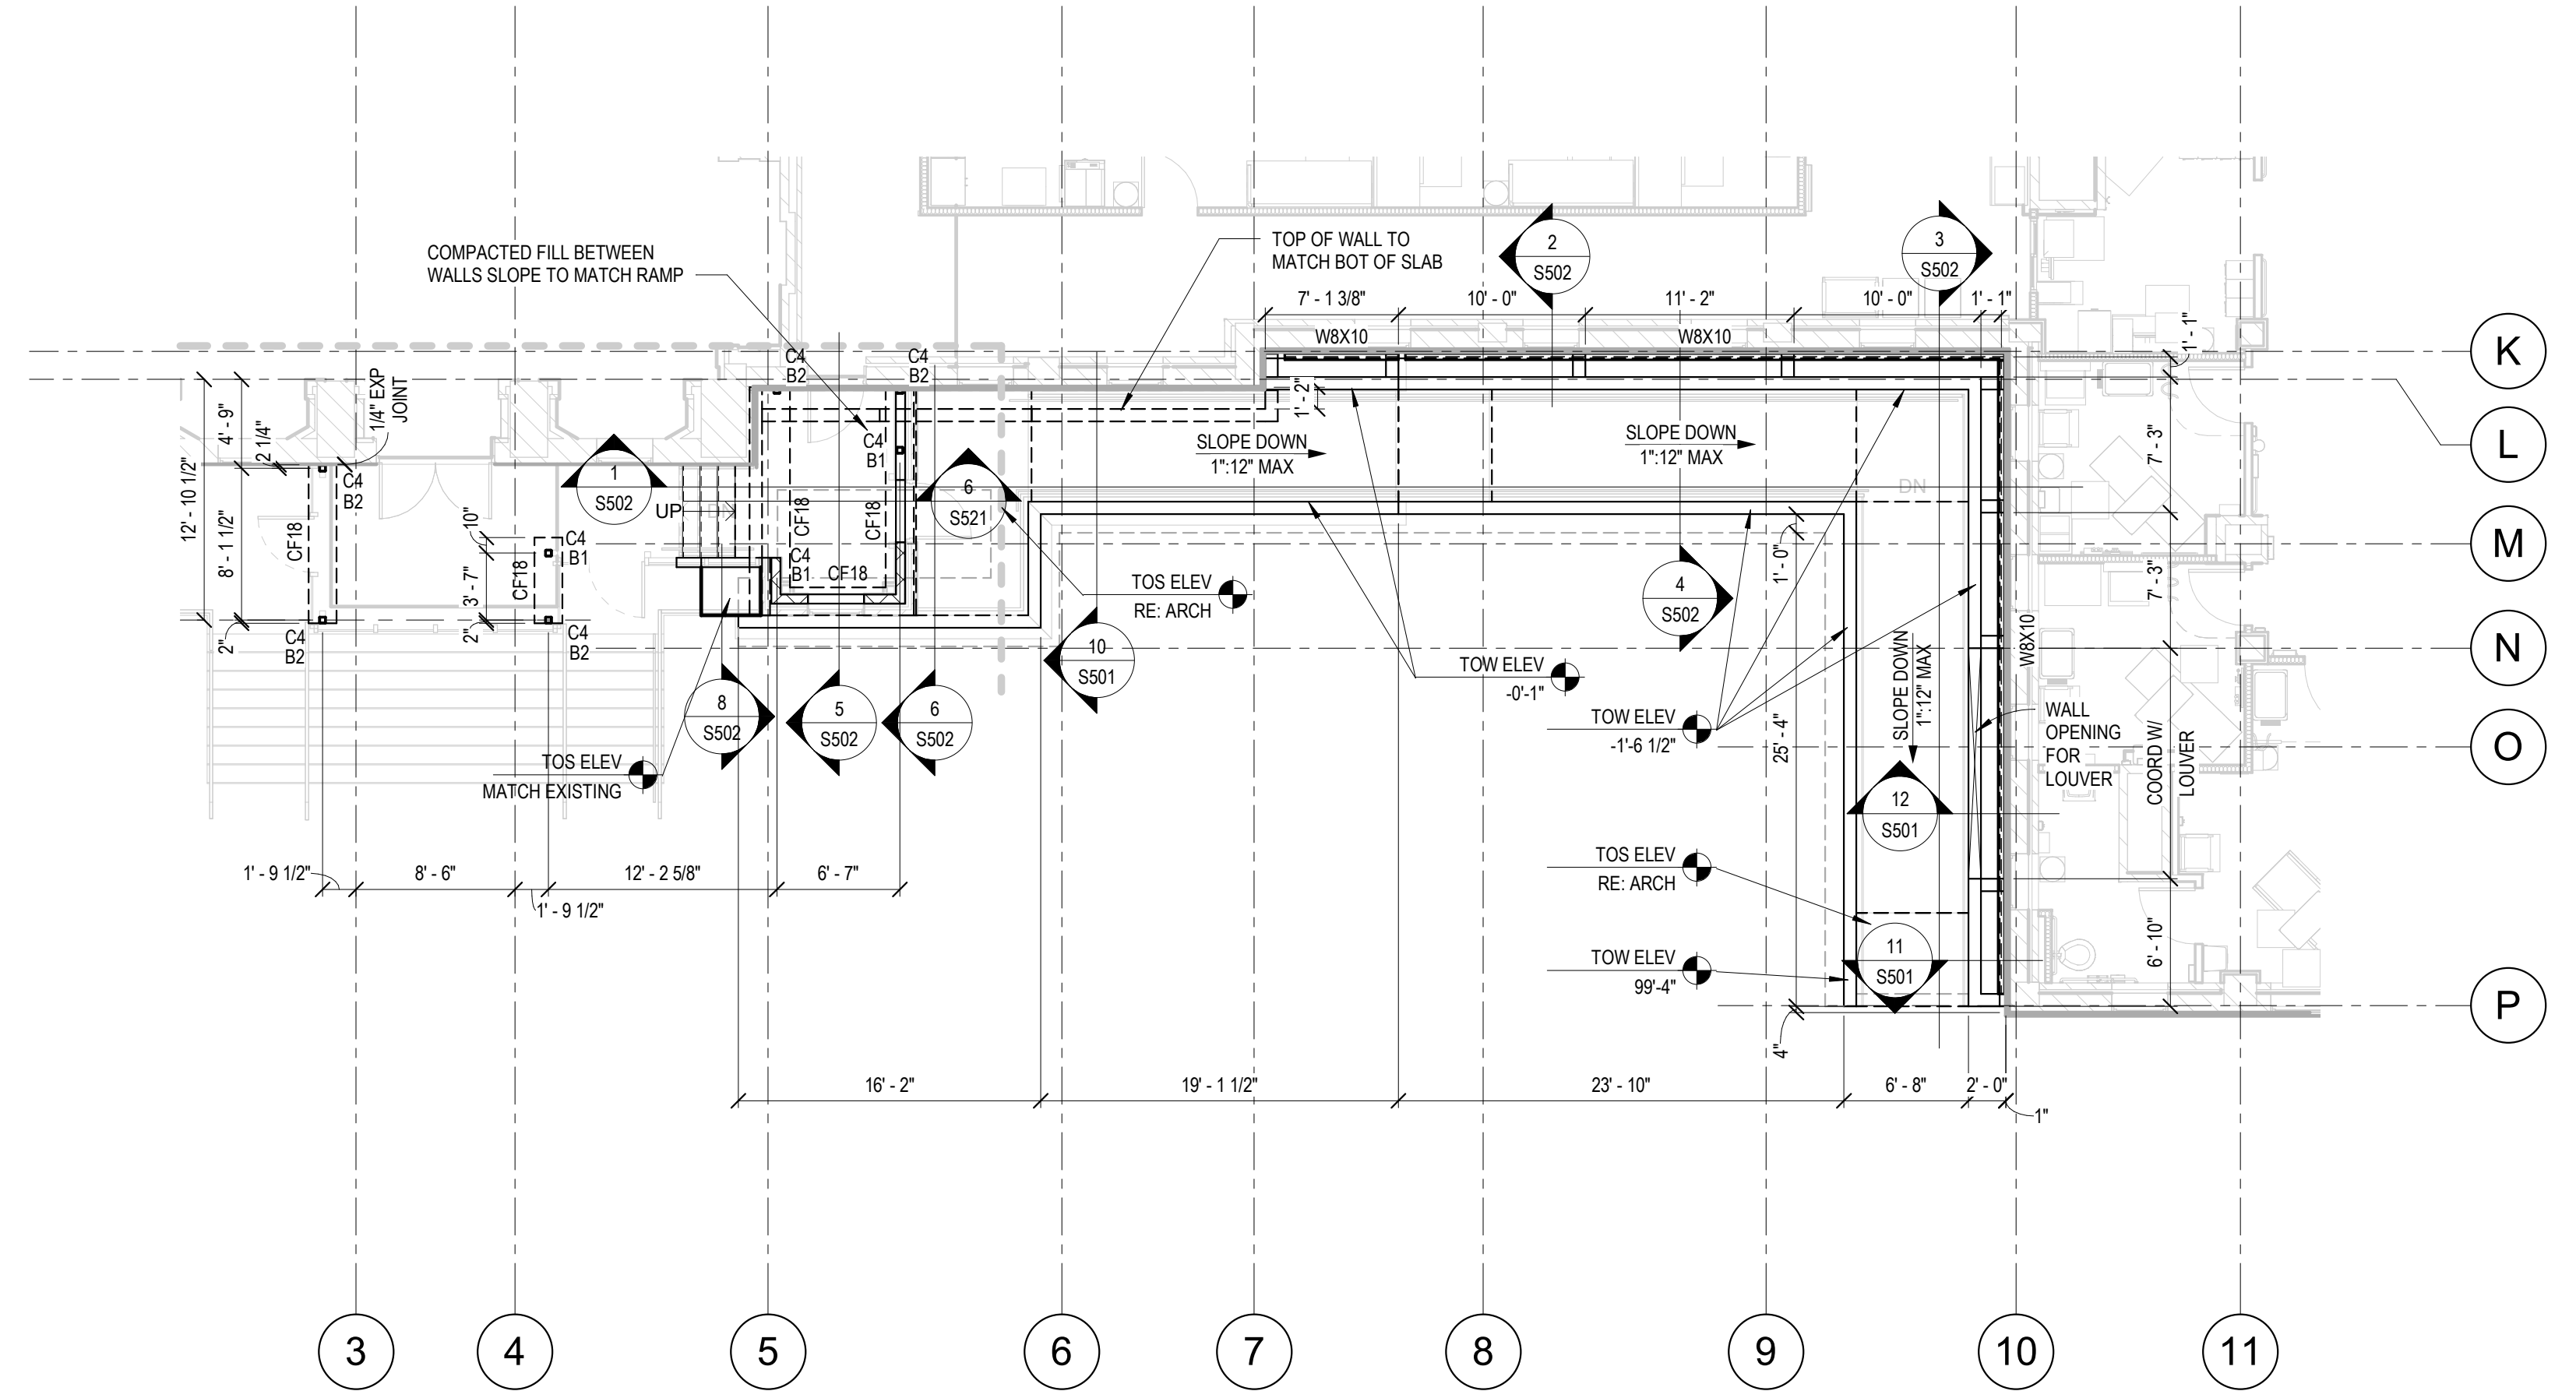 COMPACTED FILL BETWEEN
WALLS SLOPE TO MATCH RAMP
TOP OF WALL TO
MATCH BOT OF SLAB
2
S502
3
S502
7' - 1 3/8"
10' - 0"
11' - 2"
10' - 0"
1' - 1"
W8X10
W8X10
1' - 1"
K
C4
B2
C4
B2
1/4" EXP
JOINT
4' - 9"
2 1/4"
12' - 10 1/2"
8' - 1 1/2"
2"
1' - 2"
L
C4
B1
SLOPE DOWN
1":12" MAX
SLOPE DOWN
1":12" MAX
7' - 3"
C4
B2
1
S502
6
S521
DN
UP
CF18
CF18
CF18
10"
3' - 7"
2"
CF18
C4
B1
C4
B1
CF18
M
1' - 0"
7' - 3"
TOS ELEV
RE: ARCH
4
S502
C4
B2
C4
B2
10
S501
TOW ELEV
-0'-1"
SLOPE DOWN
1":12" MAX
W8X10
N
8
S502
5
S502
6
S502
TOW ELEV
-1'-6 1/2"
25' - 4"
WALL
OPENING
FOR
LOUVER
COORD W/
LOUVER
O
TOS ELEV
MATCH EXISTING
12
S501
1' - 9 1/2"
8' - 6"
12' - 2 5/8"
6' - 7"
1' - 9 1/2"
TOS ELEV
RE: ARCH
11
S501
6' - 10"
TOW ELEV
99'-4"
P
4"
16' - 2"
19' - 1 1/2"
23' - 10"
6' - 8"
2' - 0"
1"
3
4
5
6
7
8
9
10
11